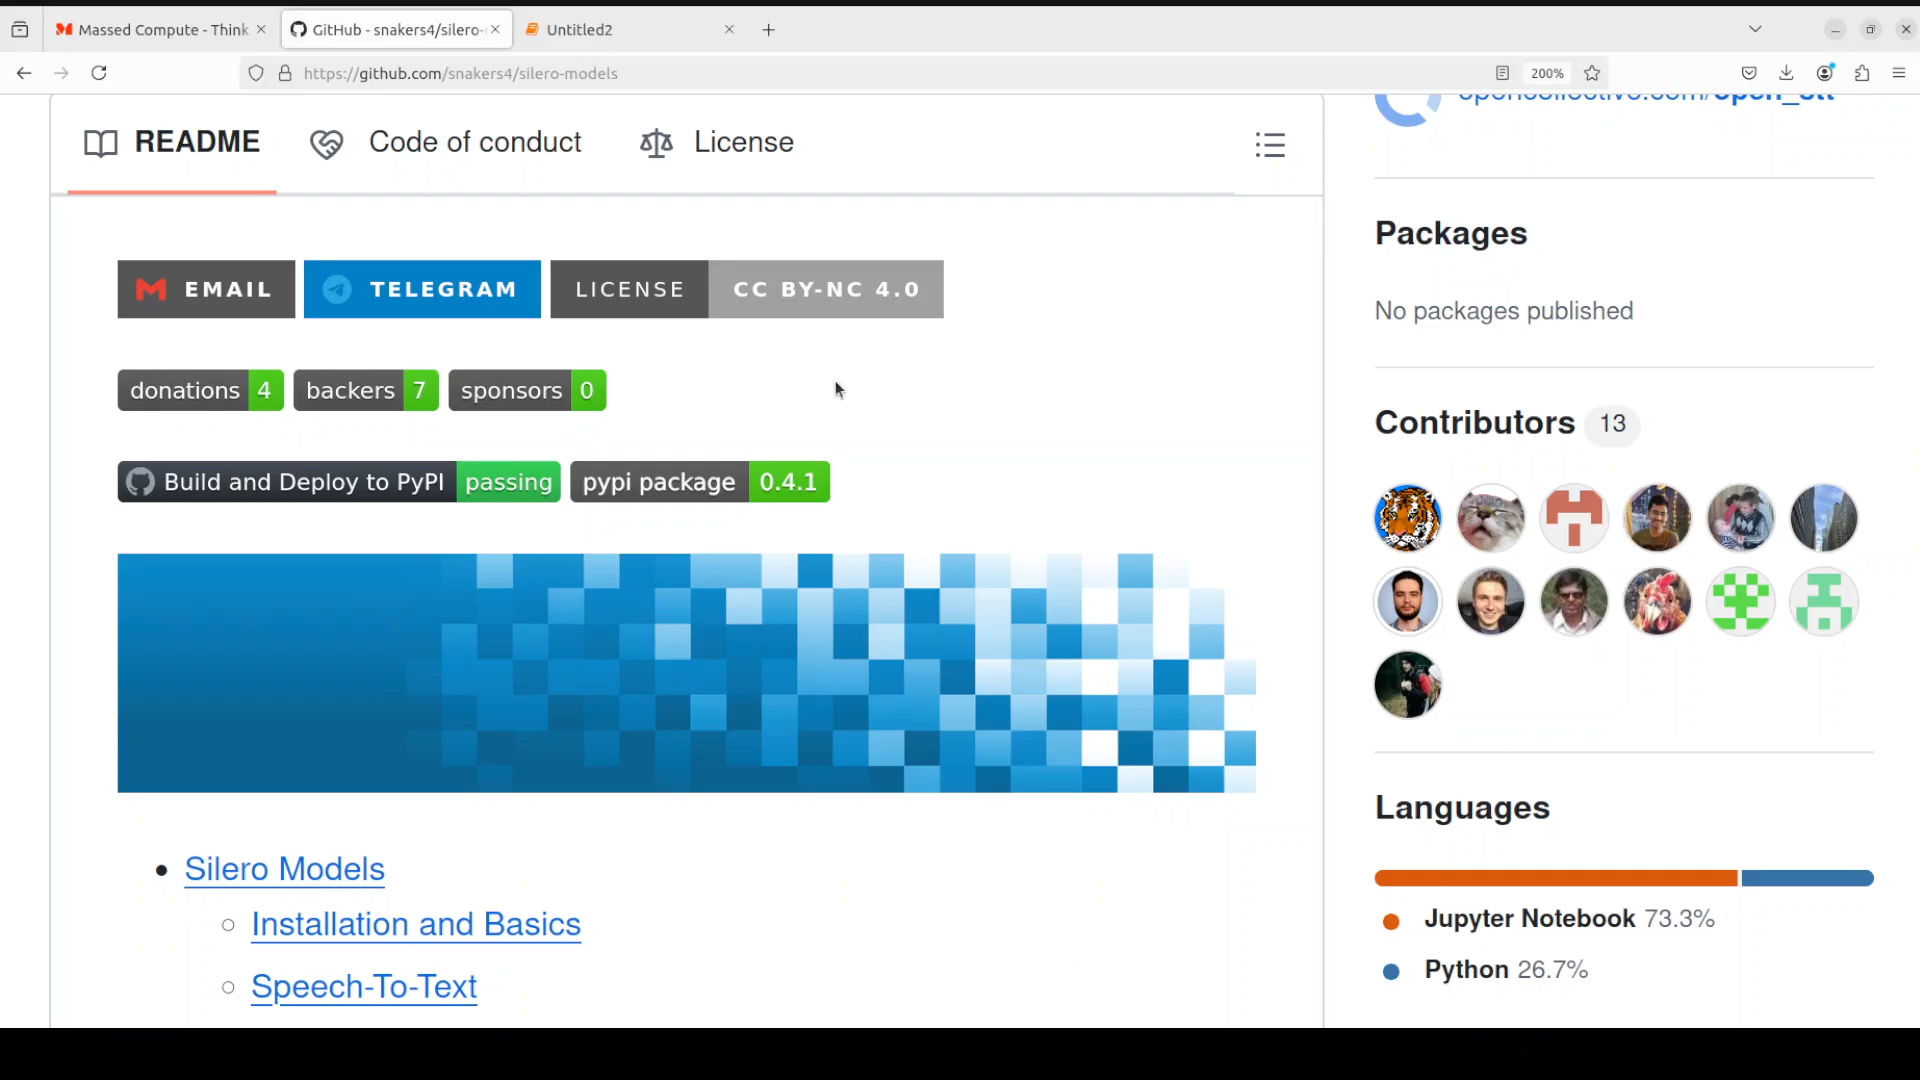 Massed Compute - Think
GitHub - snakers4/silero-
Untitled2
https://github.com/snakers4/silero-models
200%
README
Code of conduct
License
EMAIL
TELEGRAM
LICENSE CC BY-NC 4.0
donations 4
backers 7
sponsors 0
Build and Deploy to PyPI passing
pypi package 0.4.1
Silero Models
Installation and Basics
Speech-To-Text
opencollective.com/open_stt
Packages
No packages published
Contributors 13
Languages
Jupyter Notebook 73.3%
Python 26.7%